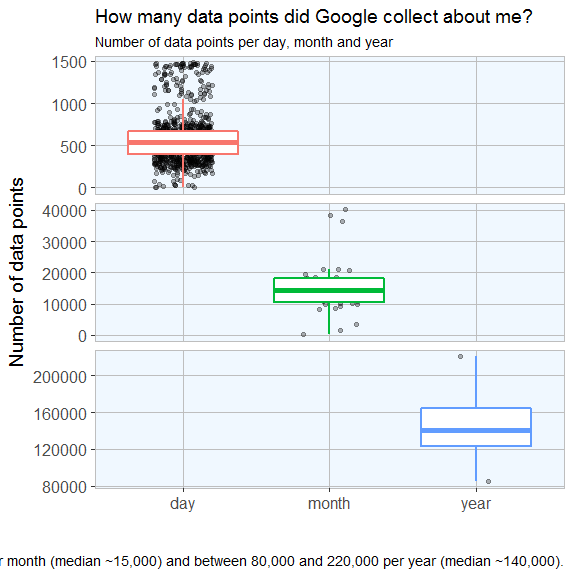 How many data points did Google collect about me?
Number of data points per day, month and year
Number of data points
1500
1000
500
0
40000
30000
20000
10000
0
200000
160000
120000
80000
day month year
month (median ~15,000) and between 80,000 and 220,000 per year (median ~140,000).